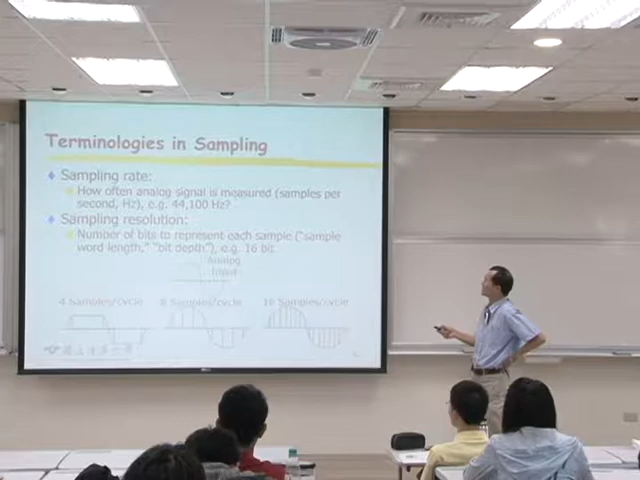 Terminologies in Sampling
Sampling rate:
How often analog signal is measured (samples per
second, Hz), e.g. 44,100 Hz?
Sampling resolution:
Number of bits to represent each sample ("sample
word length," "bit depth"), e.g. 16 bit
Analog
Input
4 Samples/cycle 8 Samples/cycle 16 Samples/cycle